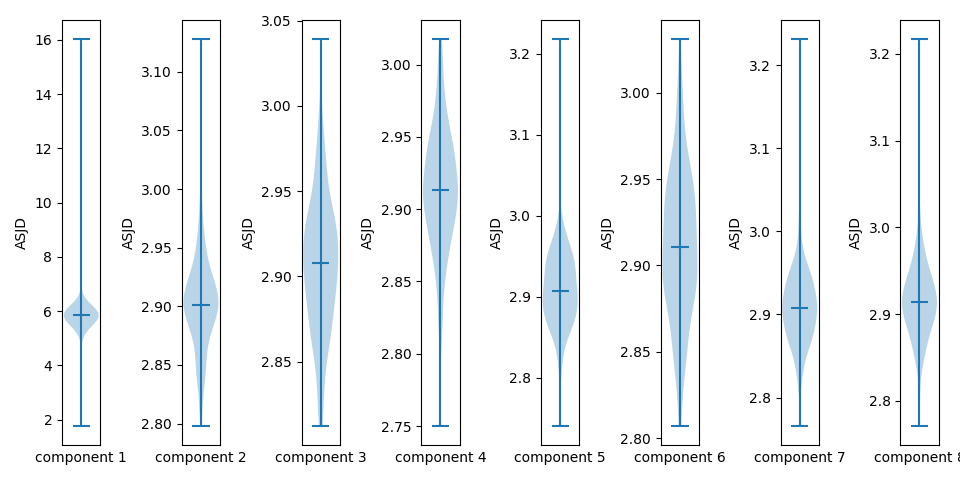 ASJD
16
14
12
10
8
6
4
2
component 1
ASJD
3.10
3.05
3.00
2.95
2.90
2.85
2.80
component 2
ASJD
3.05
3.00
2.95
2.90
2.85
component 3
ASJD
3.00
2.95
2.90
2.85
2.80
2.75
component 4
ASJD
3.2
3.1
3.0
2.9
2.8
component 5
ASJD
3.00
2.95
2.90
2.85
2.80
component 6
ASJD
3.2
3.1
3.0
2.9
2.8
component 7
ASJD
3.2
3.1
3.0
2.9
2.8
component 8